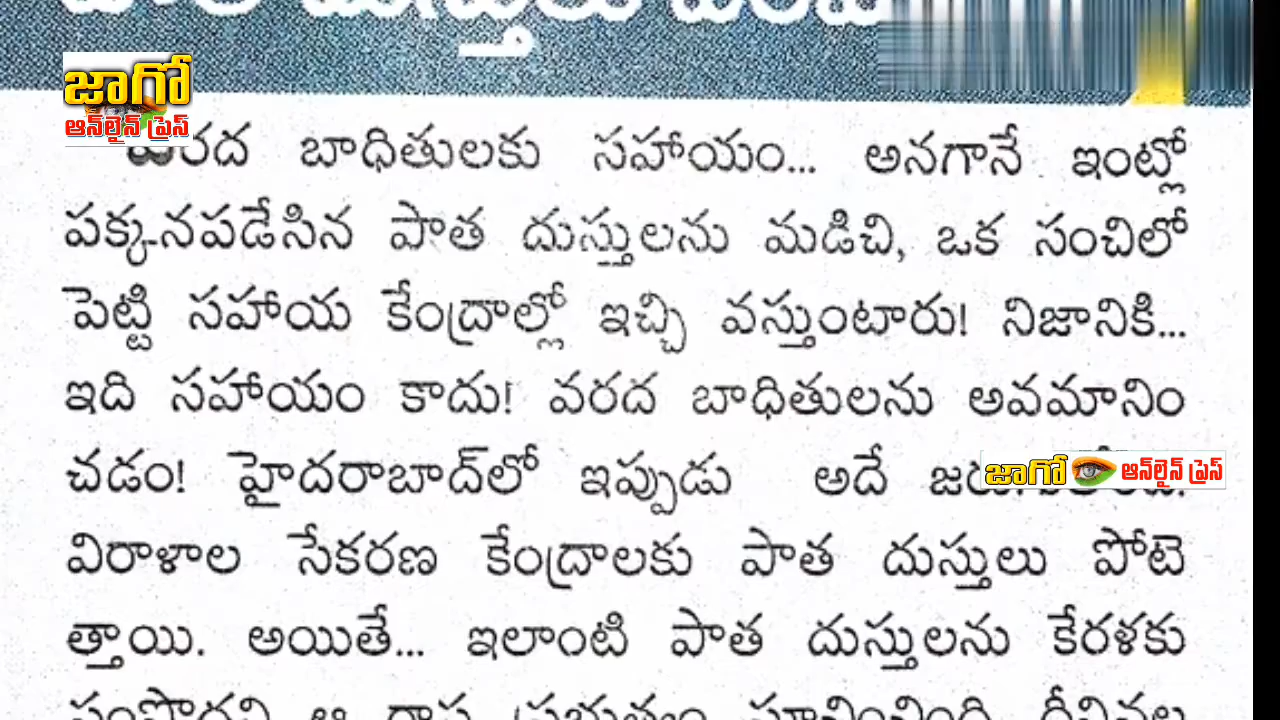 పాత దుస్తులు
జాగో
ఆన్‌లైన్ ప్రెస్
వరద బాధితులకు సహాయం... అనగానే ఇంట్లో
పక్కనపడేసిన పాత దుస్తులను మడిచి, ఒక సంచిలో
పెట్టి సహాయ కేంద్రాల్లో ఇచ్చి వస్తుంటారు! నిజానికి...
ఇది సహాయం కాదు! వరద బాధితులను అవమానిం
చడం! హైదరాబాద్‌లో ఇప్పుడు అదే
జాగో ఆన్‌లైన్ ప్రెస్
విరాళాల సేకరణ కేంద్రాలకు పాత దుస్తులు పోటె
త్తాయి. అయితే... ఇలాంటి పాత దుస్తులను కేరళకు